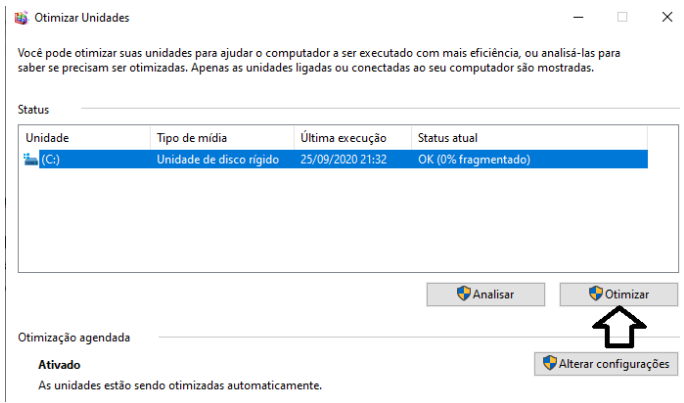 Otimizar Unidades
Você pode otimizar suas unidades para ajudar o computador a ser executado com mais eficiência, ou analisá-las para
saber se precisam ser otimizadas. Apenas as unidades ligadas ou conectadas ao seu computador são mostradas.
Status
Unidade Tipo de mídia Última execução Status atual
(C:) Unidade de disco rígido 25/09/2020 21:32 OK (0% fragmentado)
Analisar Otimizar
Otimização agendada
Ativado Alterar configurações
As unidades estão sendo otimizadas automaticamente.